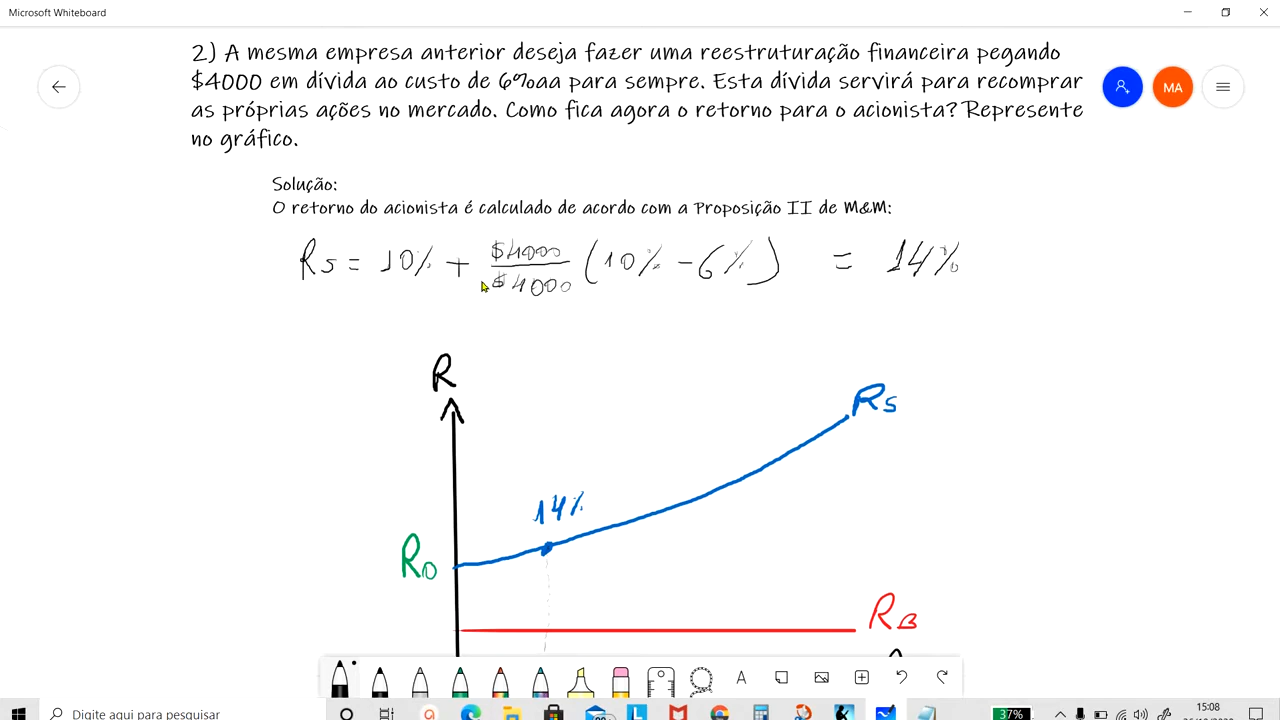 Microsoft Whiteboard
2) A mesma empresa anterior deseja fazer uma reestruturação financeira pegando
$4000 em dívida ao custo de 6%aa para sempre. Esta dívida servirá para recomprar
as próprias ações no mercado. Como fica agora o retorno para o acionista? Represente
no gráfico.
MA
Solução:
O retorno do acionista é calculado de acordo com a Proposição II de M&M:
Rs = 10% + $4000/$4000 (10% - 6%) = 14%
R
Rs
14%
R0
RB
A
Digite aqui para pesquisar
37%
15:08